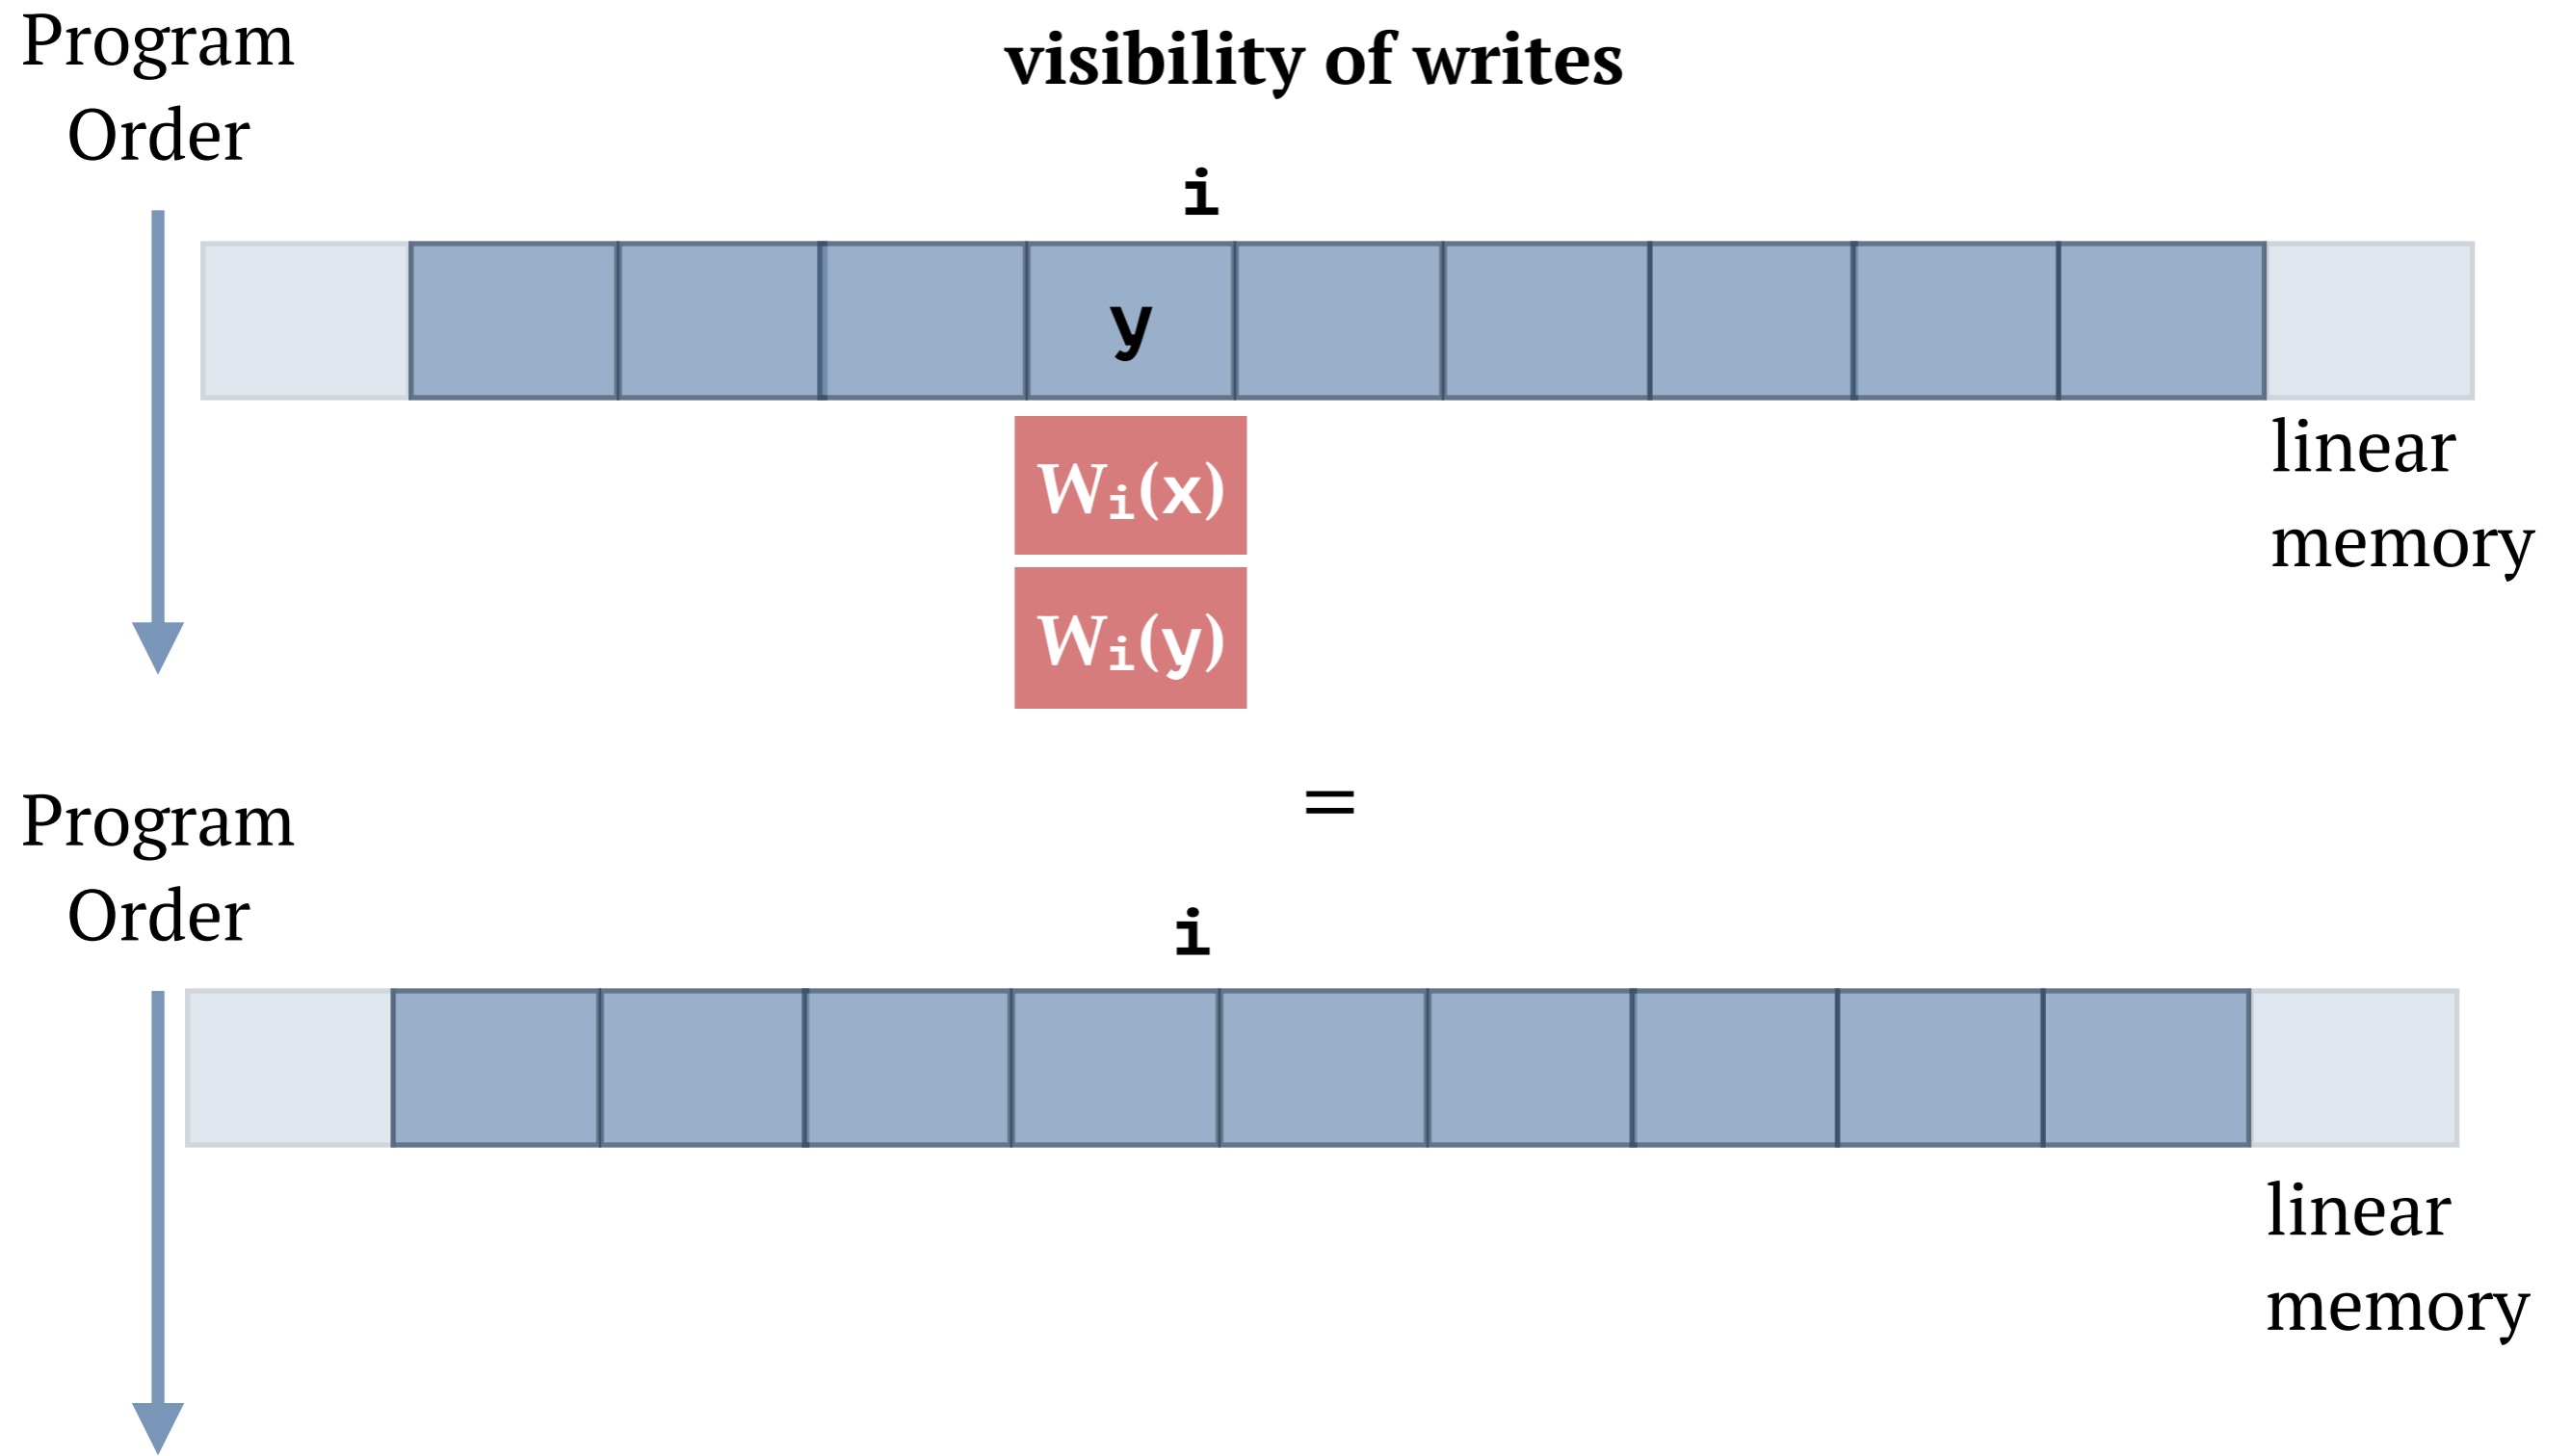 Program
Order
visibility of writes
i
y
Wi(x)
Wi(y)
linear
memory
=
Program
Order
i
linear
memory